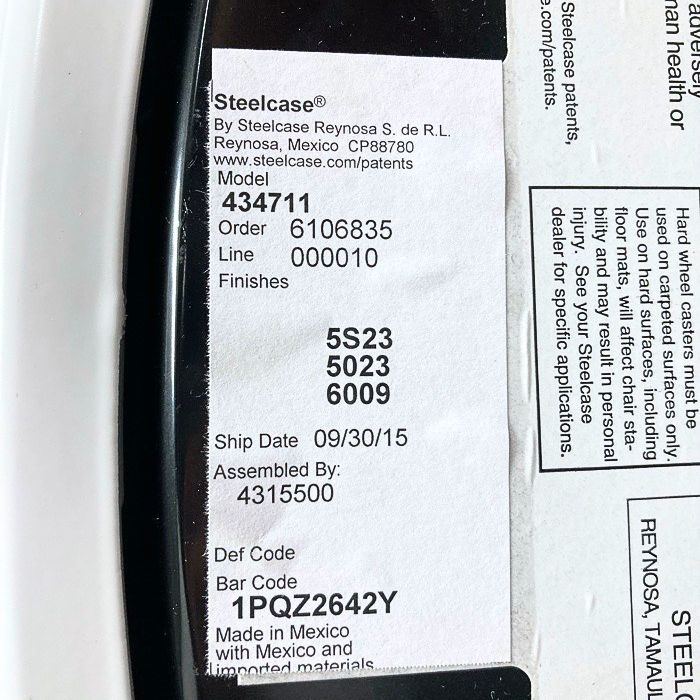 Steelcase®
By Steelcase Reynosa S. de R.L.
Reynosa, Mexico CP88780
www.steelcase.com/patents
Model
434711
Order 6106835
Line 000010
Finishes
5S23
5023
6009
Ship Date 09/30/15
Assembled By:
4315500
Def Code
Bar Code
1PQZ2642Y
Made in Mexico
with Mexico and
imported materials
man health or
Steelcase patents,
.com/patents.
Hard wheel casters must be
used on carpeted surfaces only.
Use on hard surfaces, including
floor mats, will affect chair sta-
bility and may result in personal
injury. See your Steelcase
dealer for specific applications.
REYNOSA,